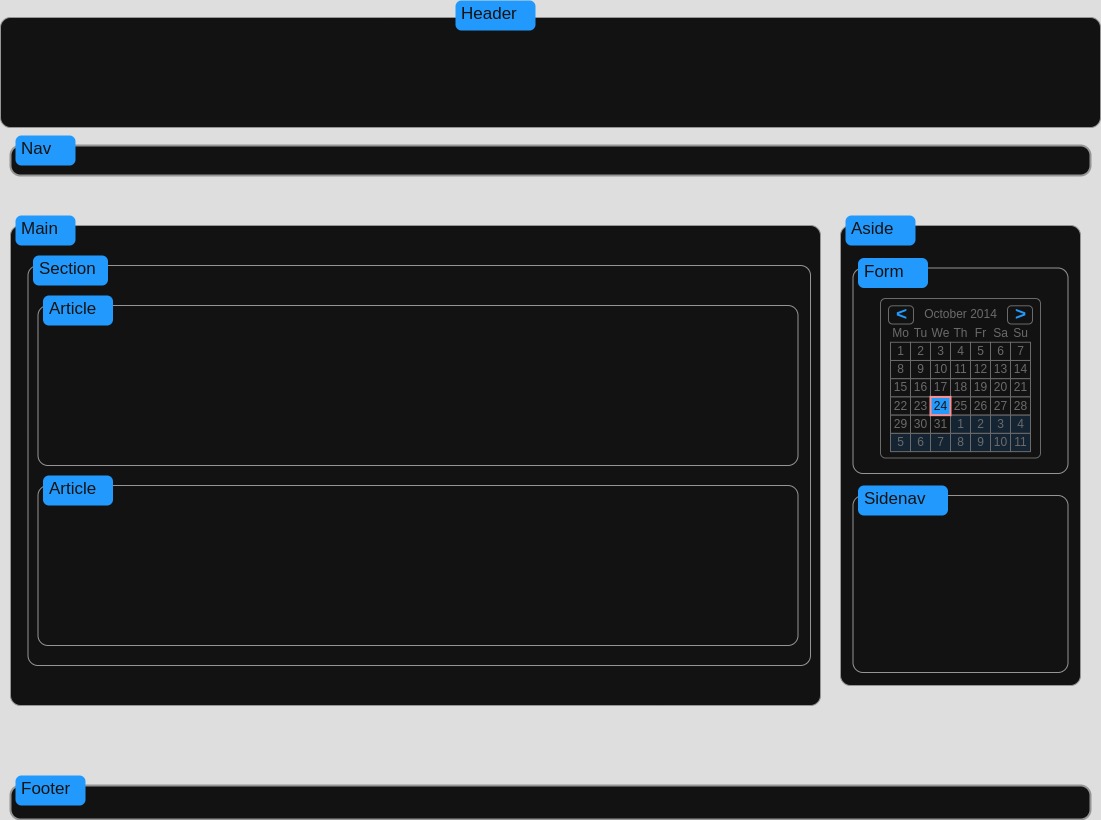 Header
Nav
Main
Section
Article
Article
Aside
Form
< October 2014 >
Mo Tu We Th Fr Sa Su
1 2 3 4 5 6 7
8 9 10 11 12 13 14
15 16 17 18 19 20 21
22 23 24 25 26 27 28
29 30 31 1 2 3 4
5 6 7 8 9 10 11
Sidenav
Footer